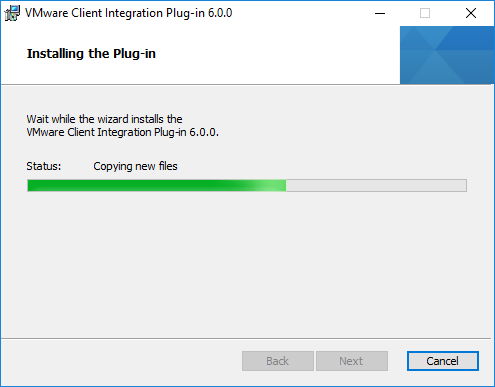 VMware Client Integration Plug-in 6.0.0
Installing the Plug-in
Wait while the wizard installs the
VMware Client Integration Plug-in 6.0.0.
Status: Copying new files
Back Next Cancel